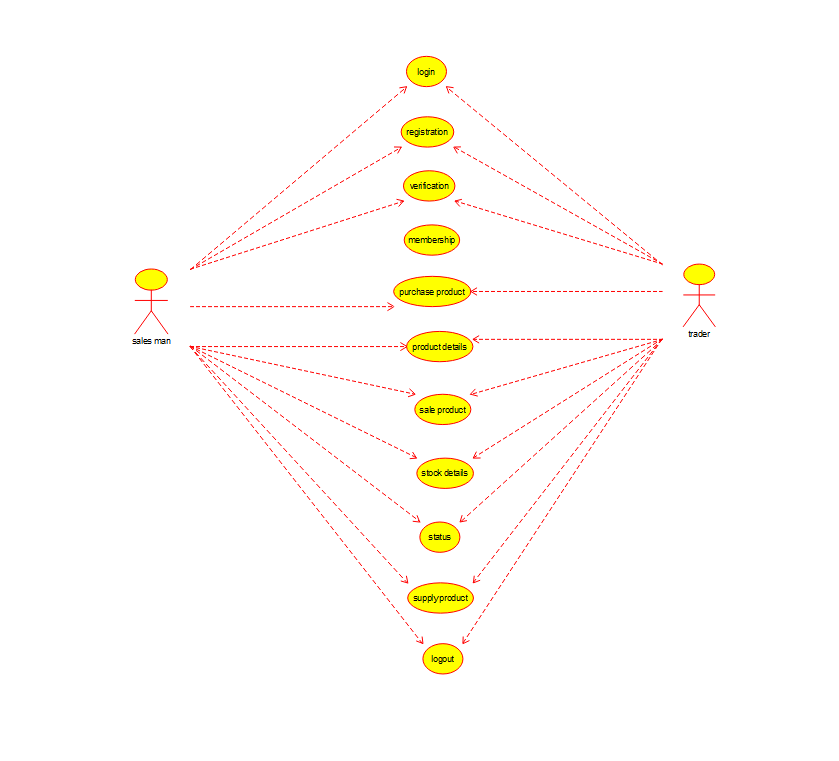 login
registration
verification
membership
purchase product
sales man
trader
product details
sale product
stock details
status
supplyproduct
logout